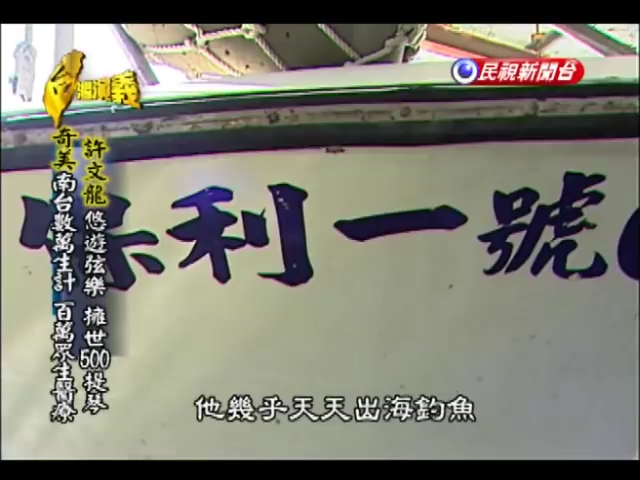 民視新聞台
台灣演義
許文龍 悠遊弦樂 擁世500提琴
奇美 南台數萬生計 百萬眾生醫療
保利一號
他幾乎天天出海釣魚